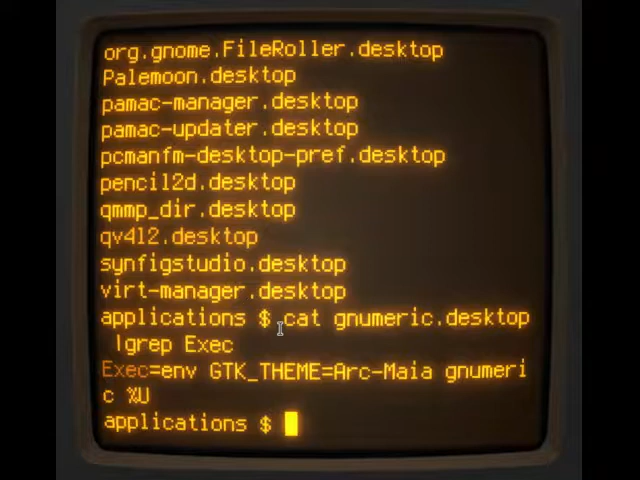 org.gnome.FileRoller.desktop
Palemoon.desktop
pamac-manager.desktop
pamac-updater.desktop
pcmanfm-desktop-pref.desktop
pencil2d.desktop
qmmp_dir.desktop
qv4l2.desktop
synfigstudio.desktop
virt-manager.desktop
applications $ cat gnumeric.desktop
 |grep Exec
Exec=env GTK_THEME=Arc-Maia gnumeri
c %U
applications $